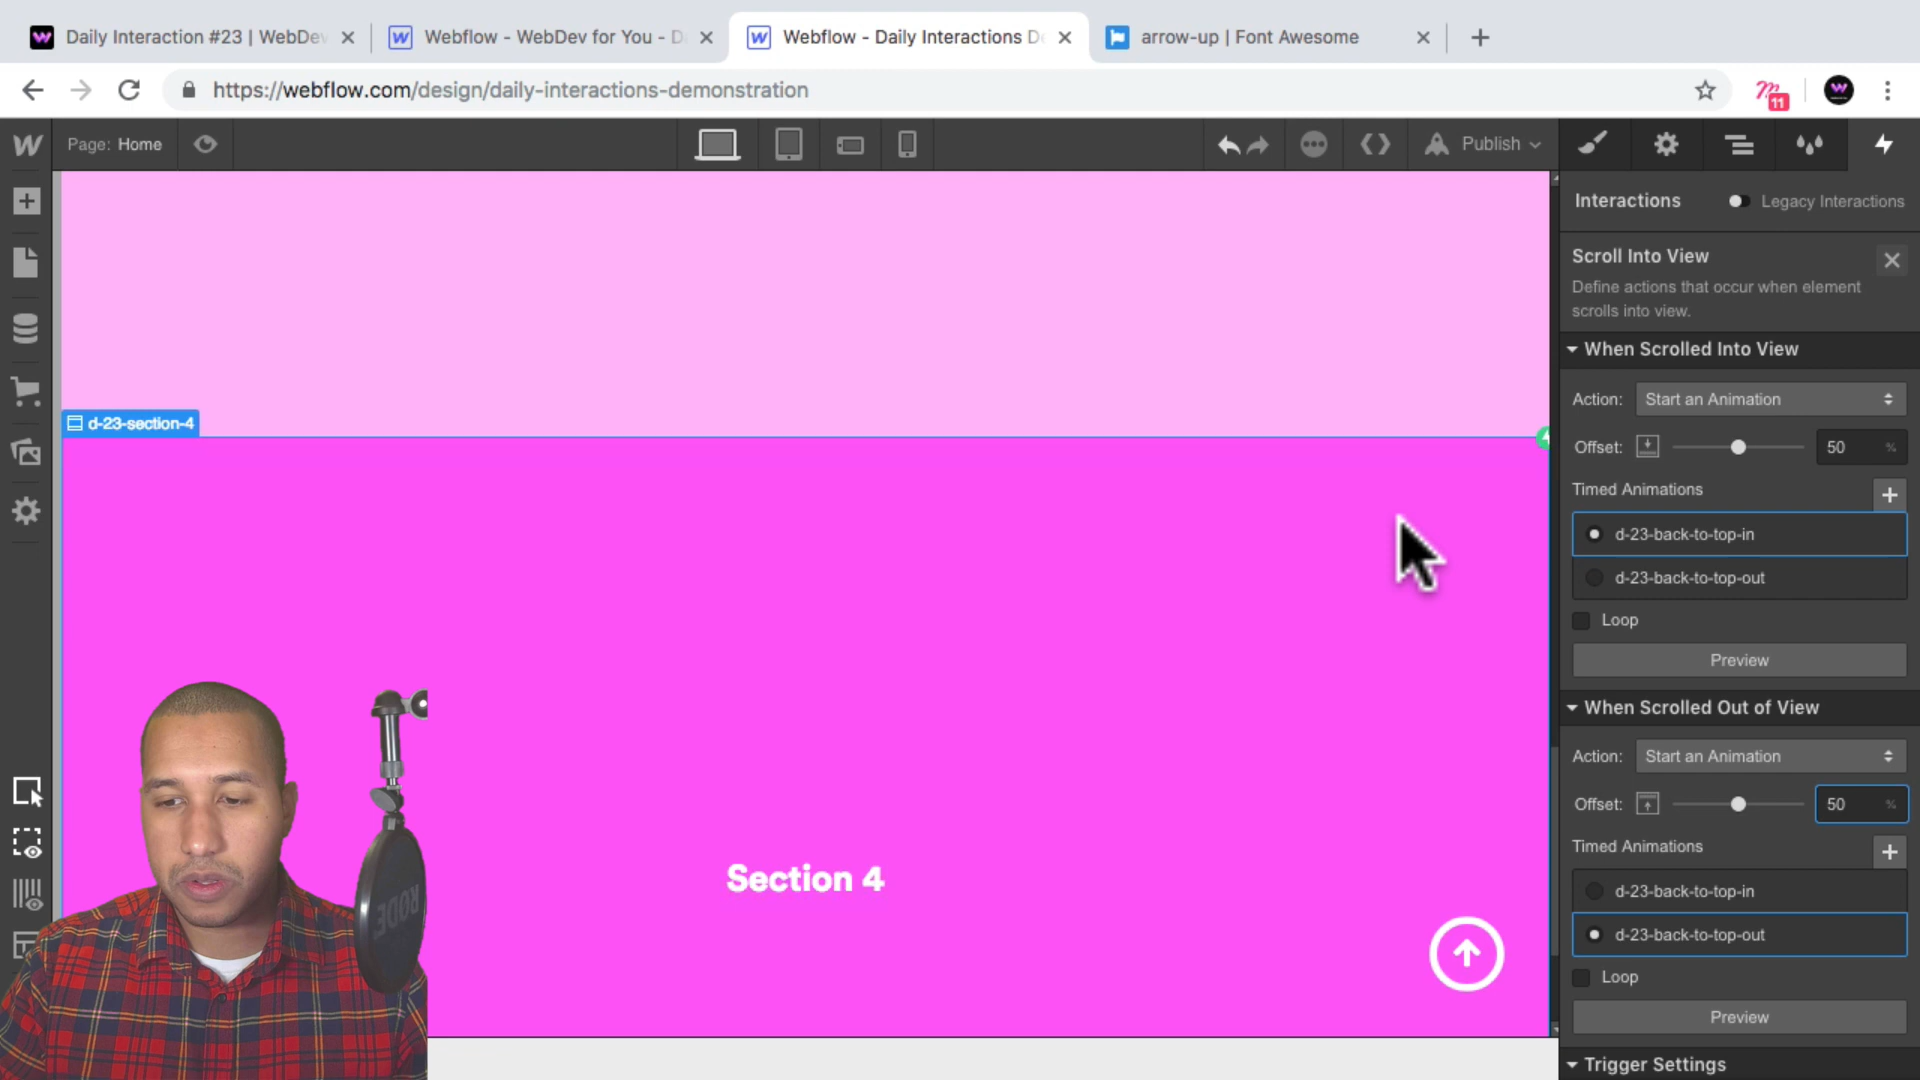 Daily Interaction #23 | WebDev
Webflow - WebDev for You - D
Webflow - Daily Interactions De
arrow-up | Font Awesome
https://webflow.com/design/daily-interactions-demonstration
11
Page: Home
Publish
Interactions
Legacy Interactions
Scroll Into View
Define actions that occur when element
scrolls into view.
When Scrolled Into View
Action: Start an Animation
Offset: 50 %
Timed Animations
d-23-back-to-top-in
d-23-back-to-top-out
Loop
Preview
When Scrolled Out of View
Action: Start an Animation
Offset: 50 %
Timed Animations
d-23-back-to-top-in
d-23-back-to-top-out
Loop
Preview
Trigger Settings
d-23-section-4
Section 4
RODE